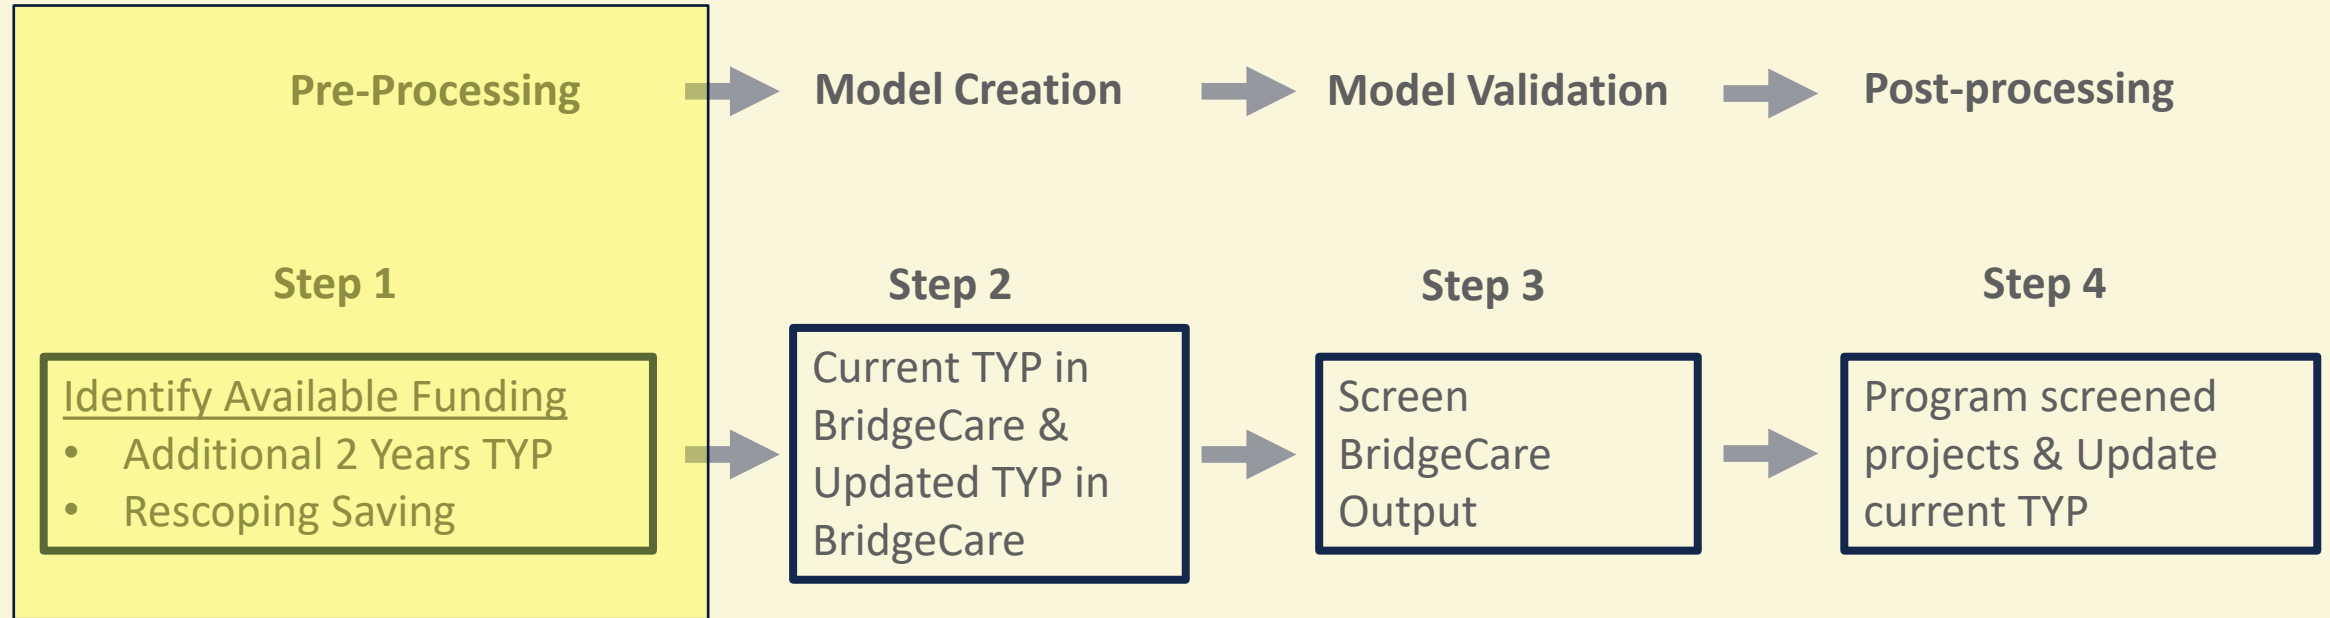 Pre-Processing
Model Creation
Model Validation
Post-processing
Step 1
Step 2
Step 3
Step 4
Identify Available Funding
• Additional 2 Years TYP
• Rescoping Saving
Current TYP in
BridgeCare &
Updated TYP in
BridgeCare
Screen
BridgeCare
Output
Program screened
projects & Update
current TYP